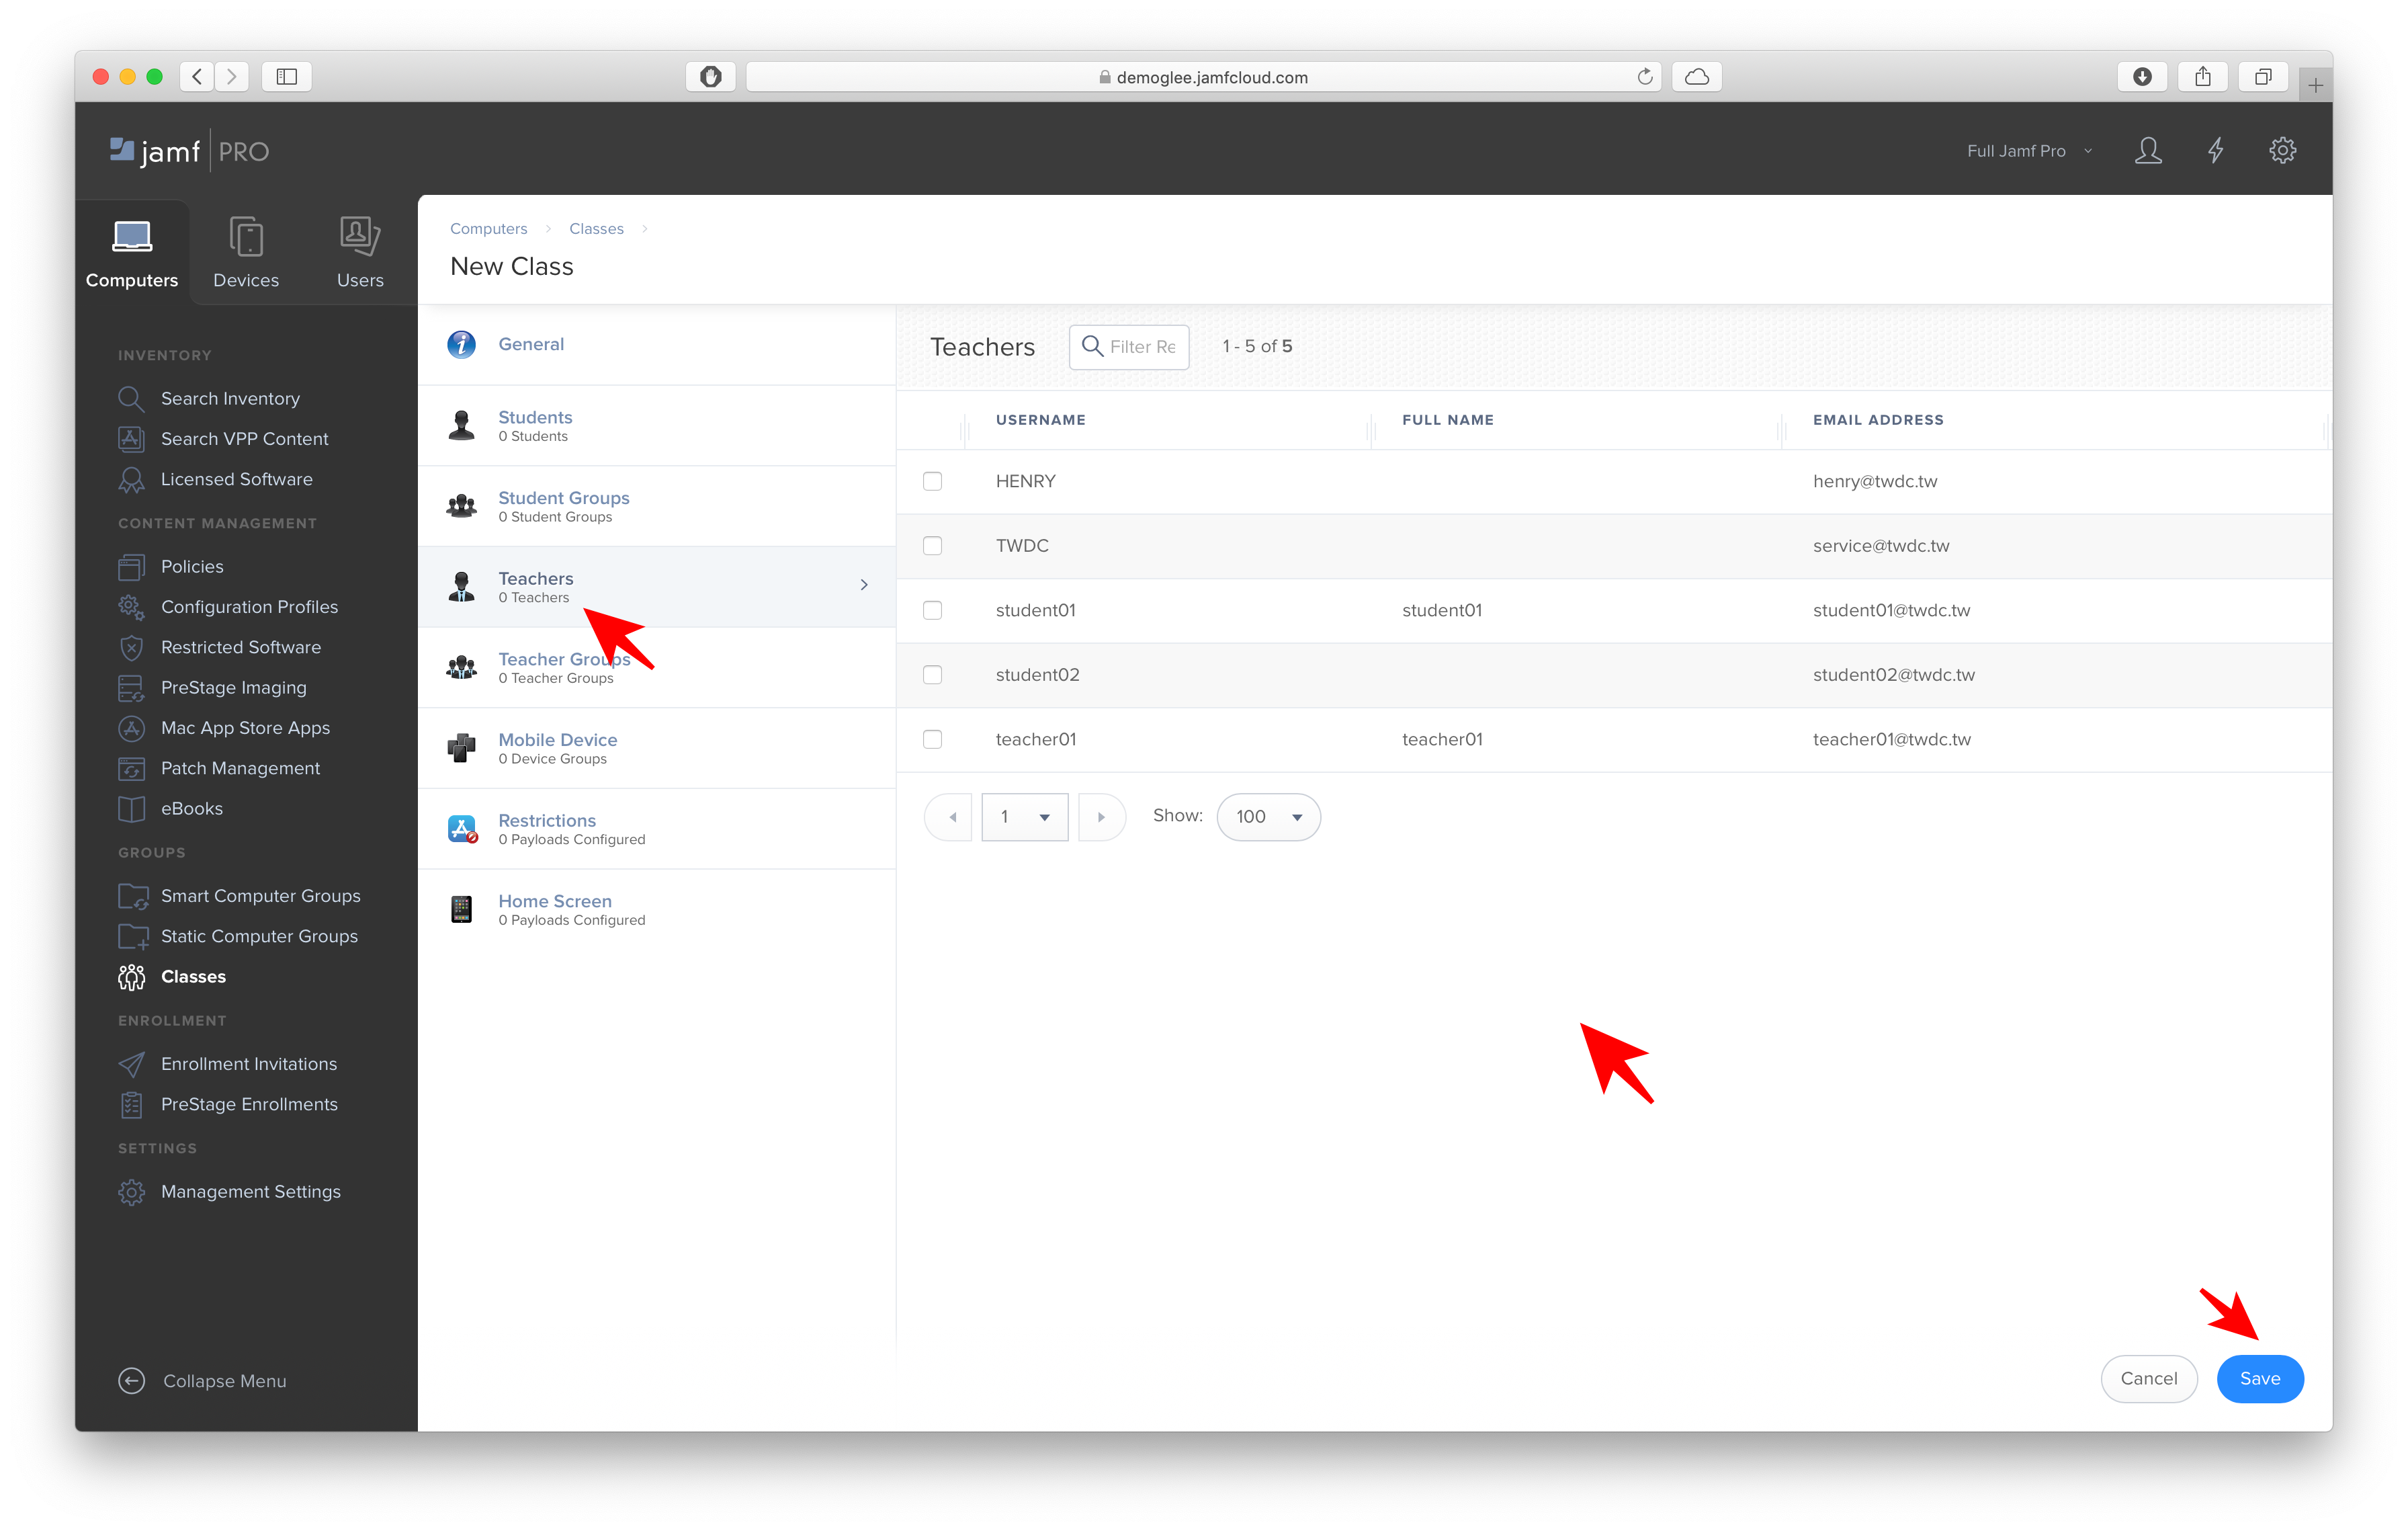 demoglee.jamfcloud.com
jamf PRO
Full Jamf Pro
Computers
Devices
Users
INVENTORY
Search Inventory
Search VPP Content
Licensed Software
CONTENT MANAGEMENT
Policies
Configuration Profiles
Restricted Software
PreStage Imaging
Mac App Store Apps
Patch Management
eBooks
GROUPS
Smart Computer Groups
Static Computer Groups
Classes
ENROLLMENT
Enrollment Invitations
PreStage Enrollments
SETTINGS
Management Settings
Collapse Menu
Computers Classes
New Class
General
Students
0 Students
Student Groups
0 Student Groups
Teachers
0 Teachers
Teacher Groups
0 Teacher Groups
Mobile Device
0 Device Groups
Restrictions
0 Payloads Configured
Home Screen
0 Payloads Configured
Teachers Filter Re 1 - 5 of 5
USERNAME FULL NAME EMAIL ADDRESS
HENRY henry@twdc.tw
TWDC service@twdc.tw
student01 student01 student01@twdc.tw
student02 student02@twdc.tw
teacher01 teacher01 teacher01@twdc.tw
1 Show: 100
Cancel Save